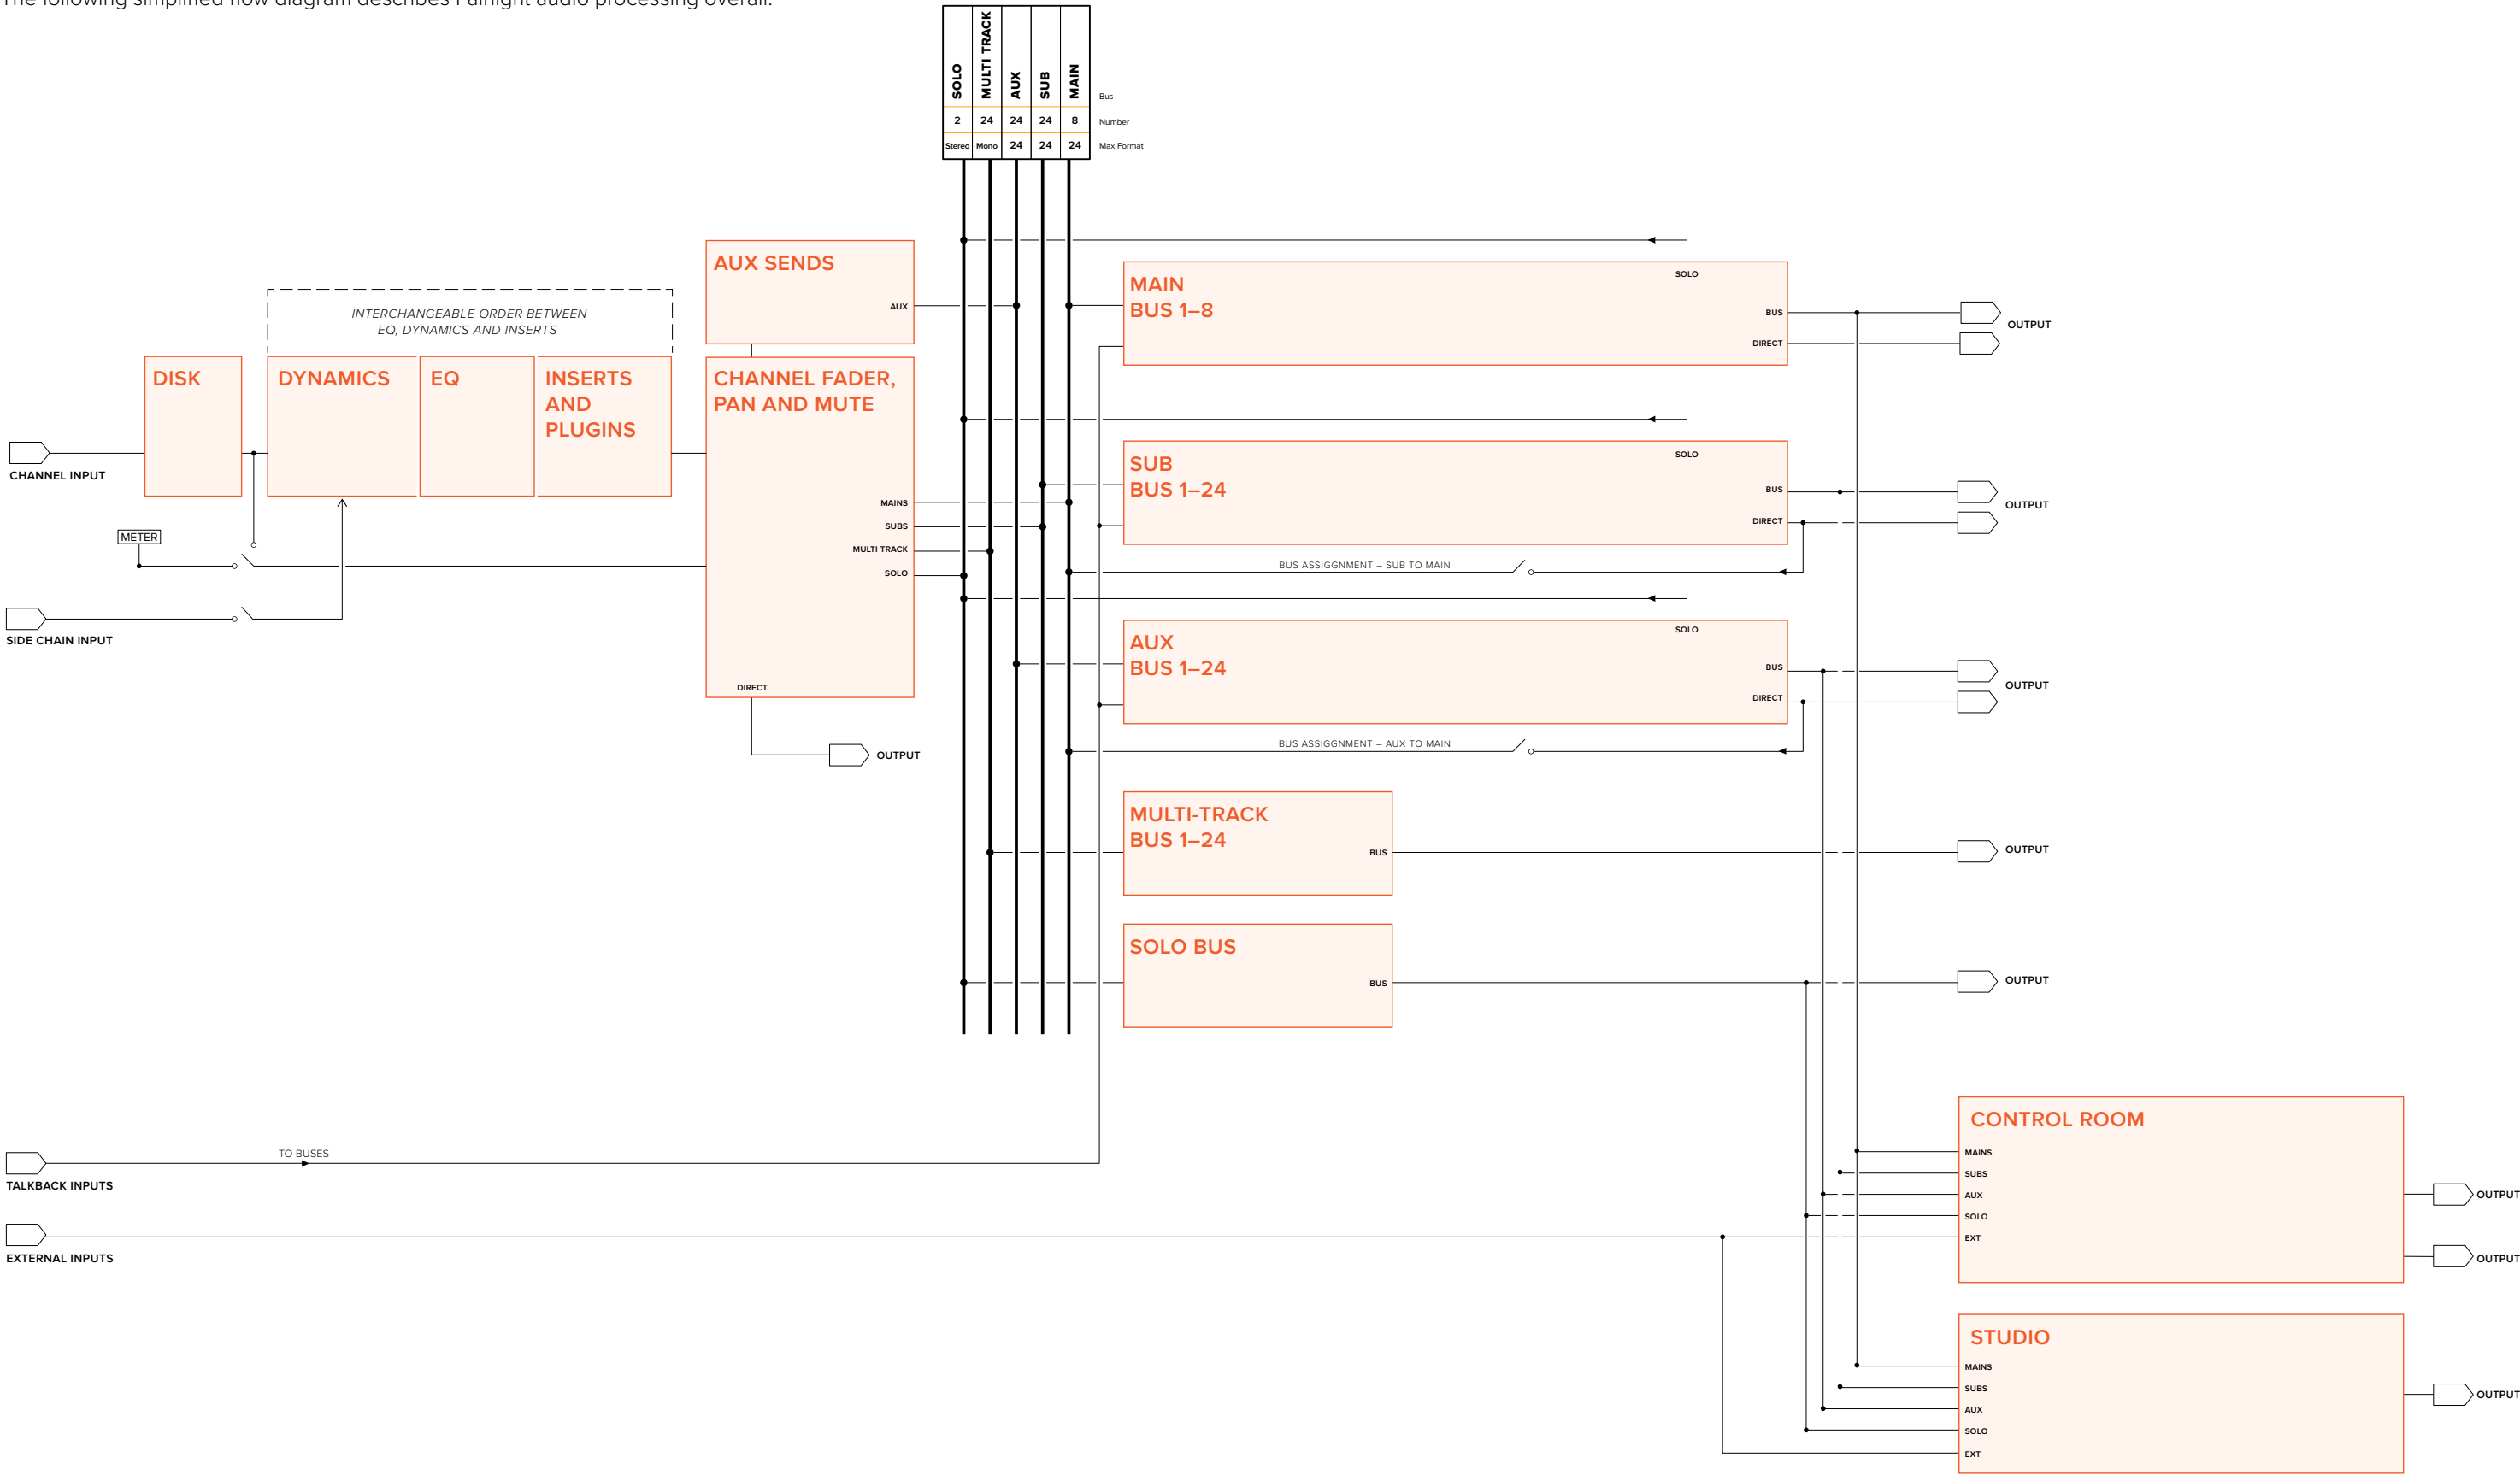 The following simplified flow diagram describes Fairlight audio processing overall.
SOLO
MULTI TRACK
AUX
SUB
MAIN
Bus
2 24 24 24 8 Number
Stereo Mono 24 24 24 Max Format
AUX SENDS
AUX
INTERCHANGEABLE ORDER BETWEEN
EQ, DYNAMICS AND INSERTS
DISK
DYNAMICS
EQ
INSERTS
AND
PLUGINS
CHANNEL FADER,
PAN AND MUTE
MAINS
SUBS
MULTI TRACK
SOLO
DIRECT
OUTPUT
CHANNEL INPUT
METER
SIDE CHAIN INPUT
MAIN
BUS 1–8
SOLO
BUS
DIRECT
OUTPUT
SUB
BUS 1–24
SOLO
BUS
DIRECT
OUTPUT
BUS ASSIGGNMENT – SUB TO MAIN
AUX
BUS 1–24
SOLO
BUS
DIRECT
OUTPUT
BUS ASSIGGNMENT – AUX TO MAIN
MULTI-TRACK
BUS 1–24
BUS
OUTPUT
SOLO BUS
BUS
OUTPUT
TO BUSES
TALKBACK INPUTS
EXTERNAL INPUTS
CONTROL ROOM
MAINS
SUBS
AUX
SOLO
EXT
OUTPUT
OUTPUT
STUDIO
MAINS
SUBS
AUX
SOLO
EXT
OUTPUT